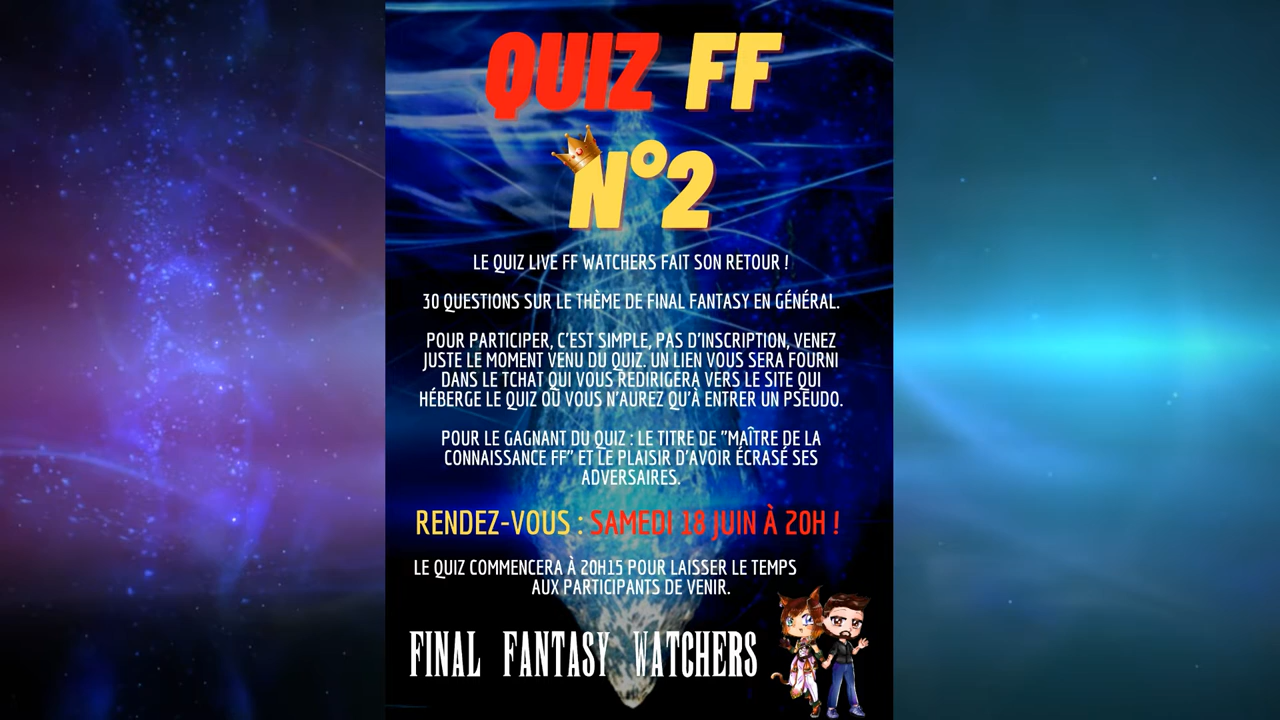 QUIZ FF
N°2
LE QUIZ LIVE FF WATCHERS FAIT SON RETOUR !
30 QUESTIONS SUR LE THÈME DE FINAL FANTASY EN GÉNÉRAL.
POUR PARTICIPER, C'EST SIMPLE, PAS D'INSCRIPTION, VENEZ
JUSTE LE MOMENT VENU DU QUIZ. UN LIEN VOUS SERA FOURNI
DANS LE TCHAT QUI VOUS REDIRIGERA VERS LE SITE QUI
HÉBERGE LE QUIZ OÙ VOUS N'AUREZ QU'À ENTRER UN PSEUDO.
POUR LE GAGNANT DU QUIZ : LE TITRE DE "MAÎTRE DE LA
CONNAISSANCE FF" ET LE PLAISIR D'AVOIR ÉCRASÉ SES
ADVERSAIRES.
RENDEZ-VOUS : SAMEDI 18 JUIN À 20H !
LE QUIZ COMMENCERA À 20H15 POUR LAISSER LE TEMPS
AUX PARTICIPANTS DE VENIR.
FINAL FANTASY WATCHERS